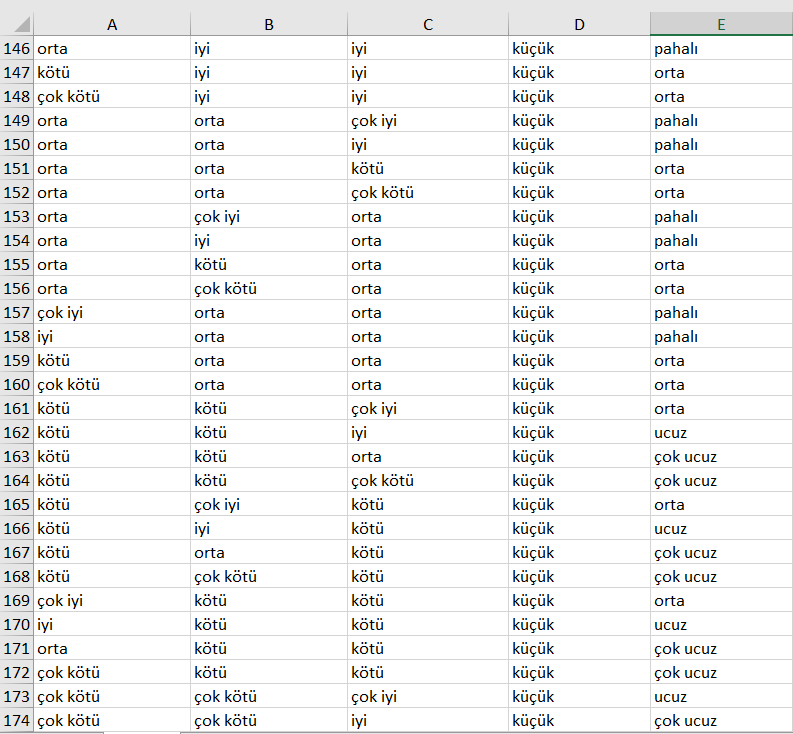 A B C D E
146 orta iyi iyi küçük pahalı
147 kötü iyi iyi küçük orta
148 çok kötü iyi iyi küçük orta
149 orta orta çok iyi küçük pahalı
150 orta orta iyi küçük pahalı
151 orta orta kötü küçük orta
152 orta orta çok kötü küçük orta
153 orta çok iyi orta küçük pahalı
154 orta iyi orta küçük pahalı
155 orta kötü orta küçük orta
156 orta çok kötü orta küçük orta
157 çok iyi orta orta küçük pahalı
158 iyi orta orta küçük pahalı
159 kötü orta orta küçük orta
160 çok kötü orta orta küçük orta
161 kötü kötü çok iyi küçük orta
162 kötü kötü iyi küçük ucuz
163 kötü kötü orta küçük çok ucuz
164 kötü kötü çok kötü küçük çok ucuz
165 kötü çok iyi kötü küçük orta
166 kötü iyi kötü küçük ucuz
167 kötü orta kötü küçük çok ucuz
168 kötü çok kötü kötü küçük çok ucuz
169 çok iyi kötü kötü küçük orta
170 iyi kötü kötü küçük ucuz
171 orta kötü kötü küçük çok ucuz
172 çok kötü kötü kötü küçük çok ucuz
173 çok kötü çok kötü çok iyi küçük ucuz
174 çok kötü çok kötü iyi küçük çok ucuz